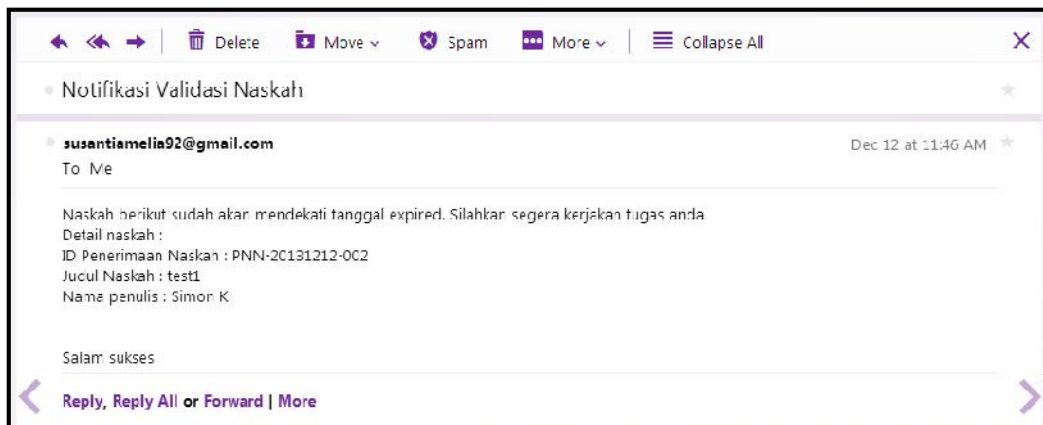 Delete Move Spam More Collapse All
Notifikasi Validasi Naskah
susantiamelia92@gmail.com Dec 12 at 11:46 AM
To Me
Naskah berikut sudah akan mendekati tanggal expired. Silahkan segera kerjakan tugas anda
Detail naskah :
ID Penerimaan Naskah : PNN-20131212-002
Judul Naskah : test1
Nama penulis : Simon K
Salam sukses
Reply, Reply All or Forward | More